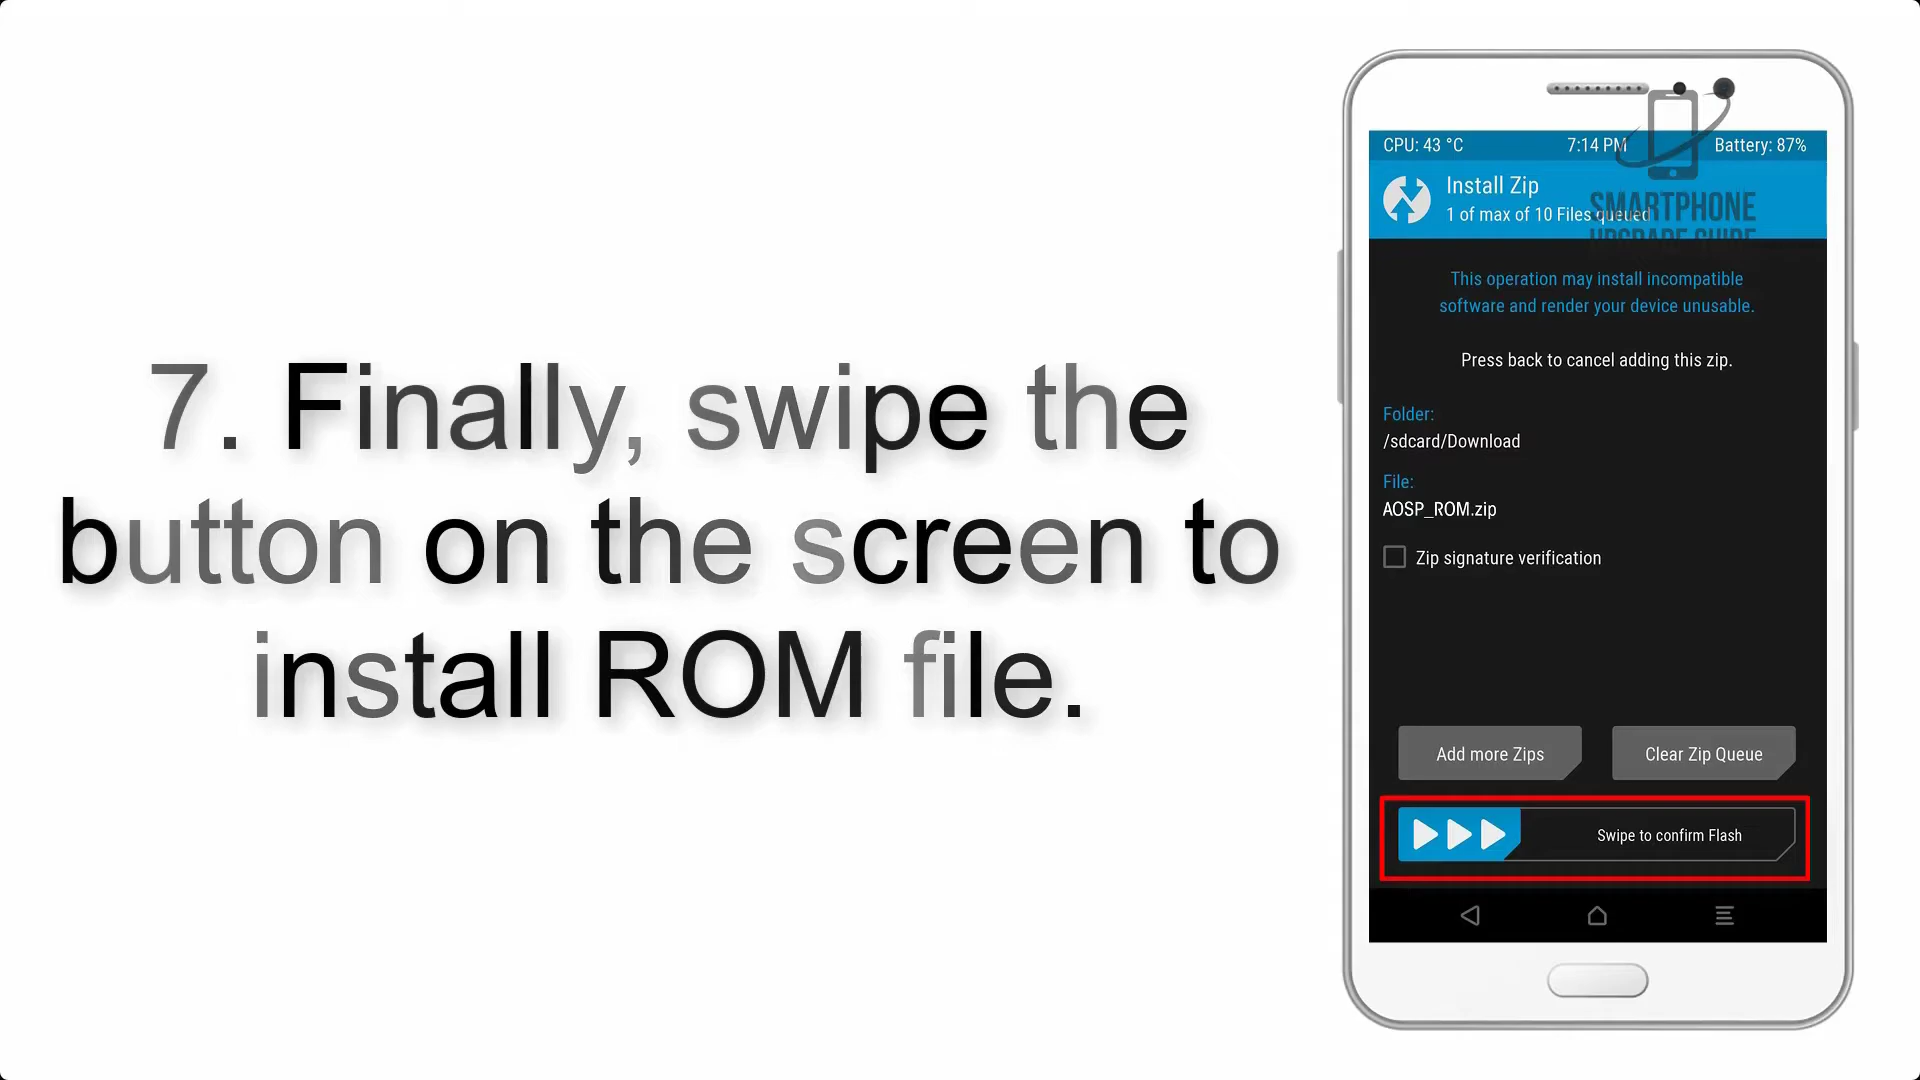 7. Finally, swipe the
button on the screen to
install ROM file.
CPU: 43 °C 7:14 PM Battery: 87%
Install Zip
1 of max of 10 Files queued
SMARTPHONE
UPGRADE GUIDE
This operation may install incompatible
software and render your device unusable.
Press back to cancel adding this zip.
Folder:
/sdcard/Download
File:
AOSP_ROM.zip
Zip signature verification
Add more Zips Clear Zip Queue
Swipe to confirm Flash